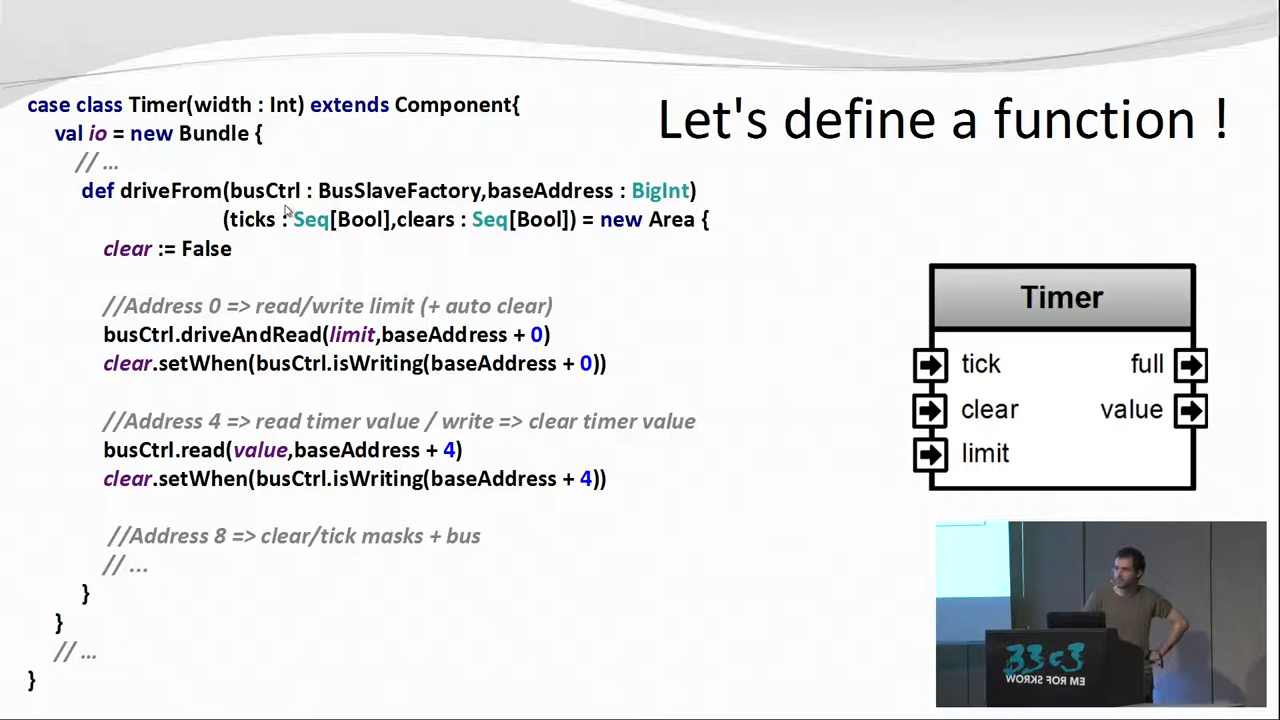 Let's define a function !
case class Timer(width : Int) extends Component{
val io = new Bundle {
// ...
def driveFrom(busCtrl : BusSlaveFactory,baseAddress : BigInt)
(ticks : Seq[Bool],clears : Seq[Bool]) = new Area {
clear := False
//Address 0 => read/write limit (+ auto clear)
busCtrl.driveAndRead(limit,baseAddress + 0)
clear.setWhen(busCtrl.isWriting(baseAddress + 0))
//Address 4 => read timer value / write => clear timer value
busCtrl.read(value,baseAddress + 4)
clear.setWhen(busCtrl.isWriting(baseAddress + 4))
//Address 8 => clear/tick masks + bus
// ...
}
}
// ...
}
Timer
tick full
clear value
limit
33c3
WORKS FOR ME